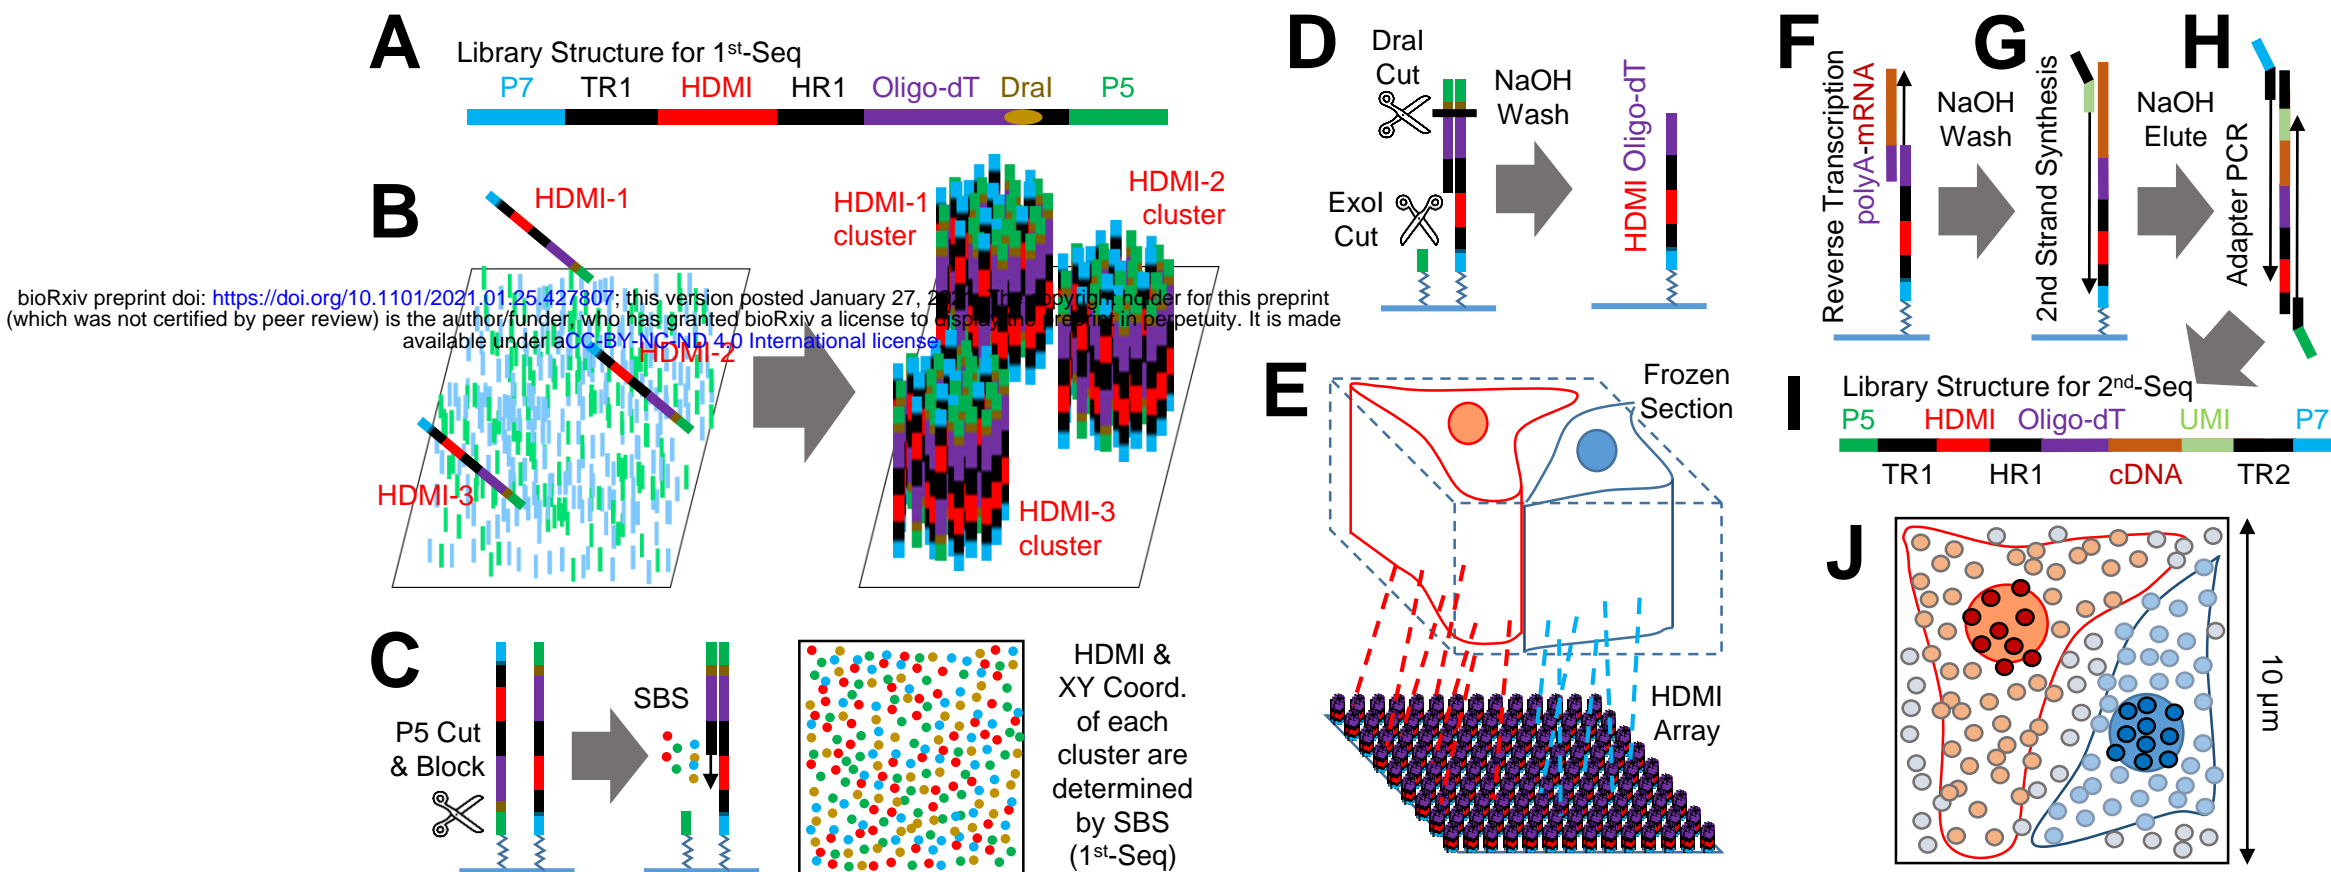 A
Library Structure for 1st-Seq
P7 TR1 HDMI HR1 Oligo-dT DraI P5
B
HDMI-1
HDMI-2
HDMI-3
HDMI-1
cluster
HDMI-2
cluster
HDMI-3
cluster
bioRxiv preprint doi: https://doi.org/10.1101/2021.01.25.427807; this version posted January 27, 2021. The copyright holder for this preprint
(which was not certified by peer review) is the author/funder, who has granted bioRxiv a license to display the preprint in perpetuity. It is made
available under aCC-BY-NC-ND 4.0 International license.
C
P5 Cut
& Block
SBS
HDMI &
XY Coord.
of each
cluster are
determined
by SBS
(1st-Seq)
D
DraI
Cut
ExoI
Cut
NaOH
Wash
HDMI Oligo-dT
E
Frozen
Section
HDMI
Array
F
Reverse Transcription
polyA-mRNA
NaOH
Wash
G
2nd Strand Synthesis
NaOH
Elute
H
Adapter PCR
I
Library Structure for 2nd-Seq
P5 HDMI Oligo-dT UMI P7
TR1 HR1 cDNA TR2
J
10 µm